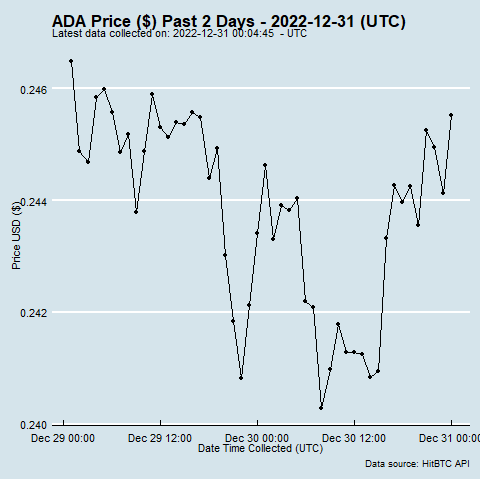 ADA Price ($) Past 2 Days - 2022-12-31 (UTC)
Latest data collected on: 2022-12-31 00:04:45 - UTC
0.246
0.244
0.242
0.240
Price USD ($)
Dec 29 00:00 Dec 29 12:00 Dec 30 00:00 Dec 30 12:00 Dec 31 00:00
Date Time Collected (UTC)
Data source: HitBTC API